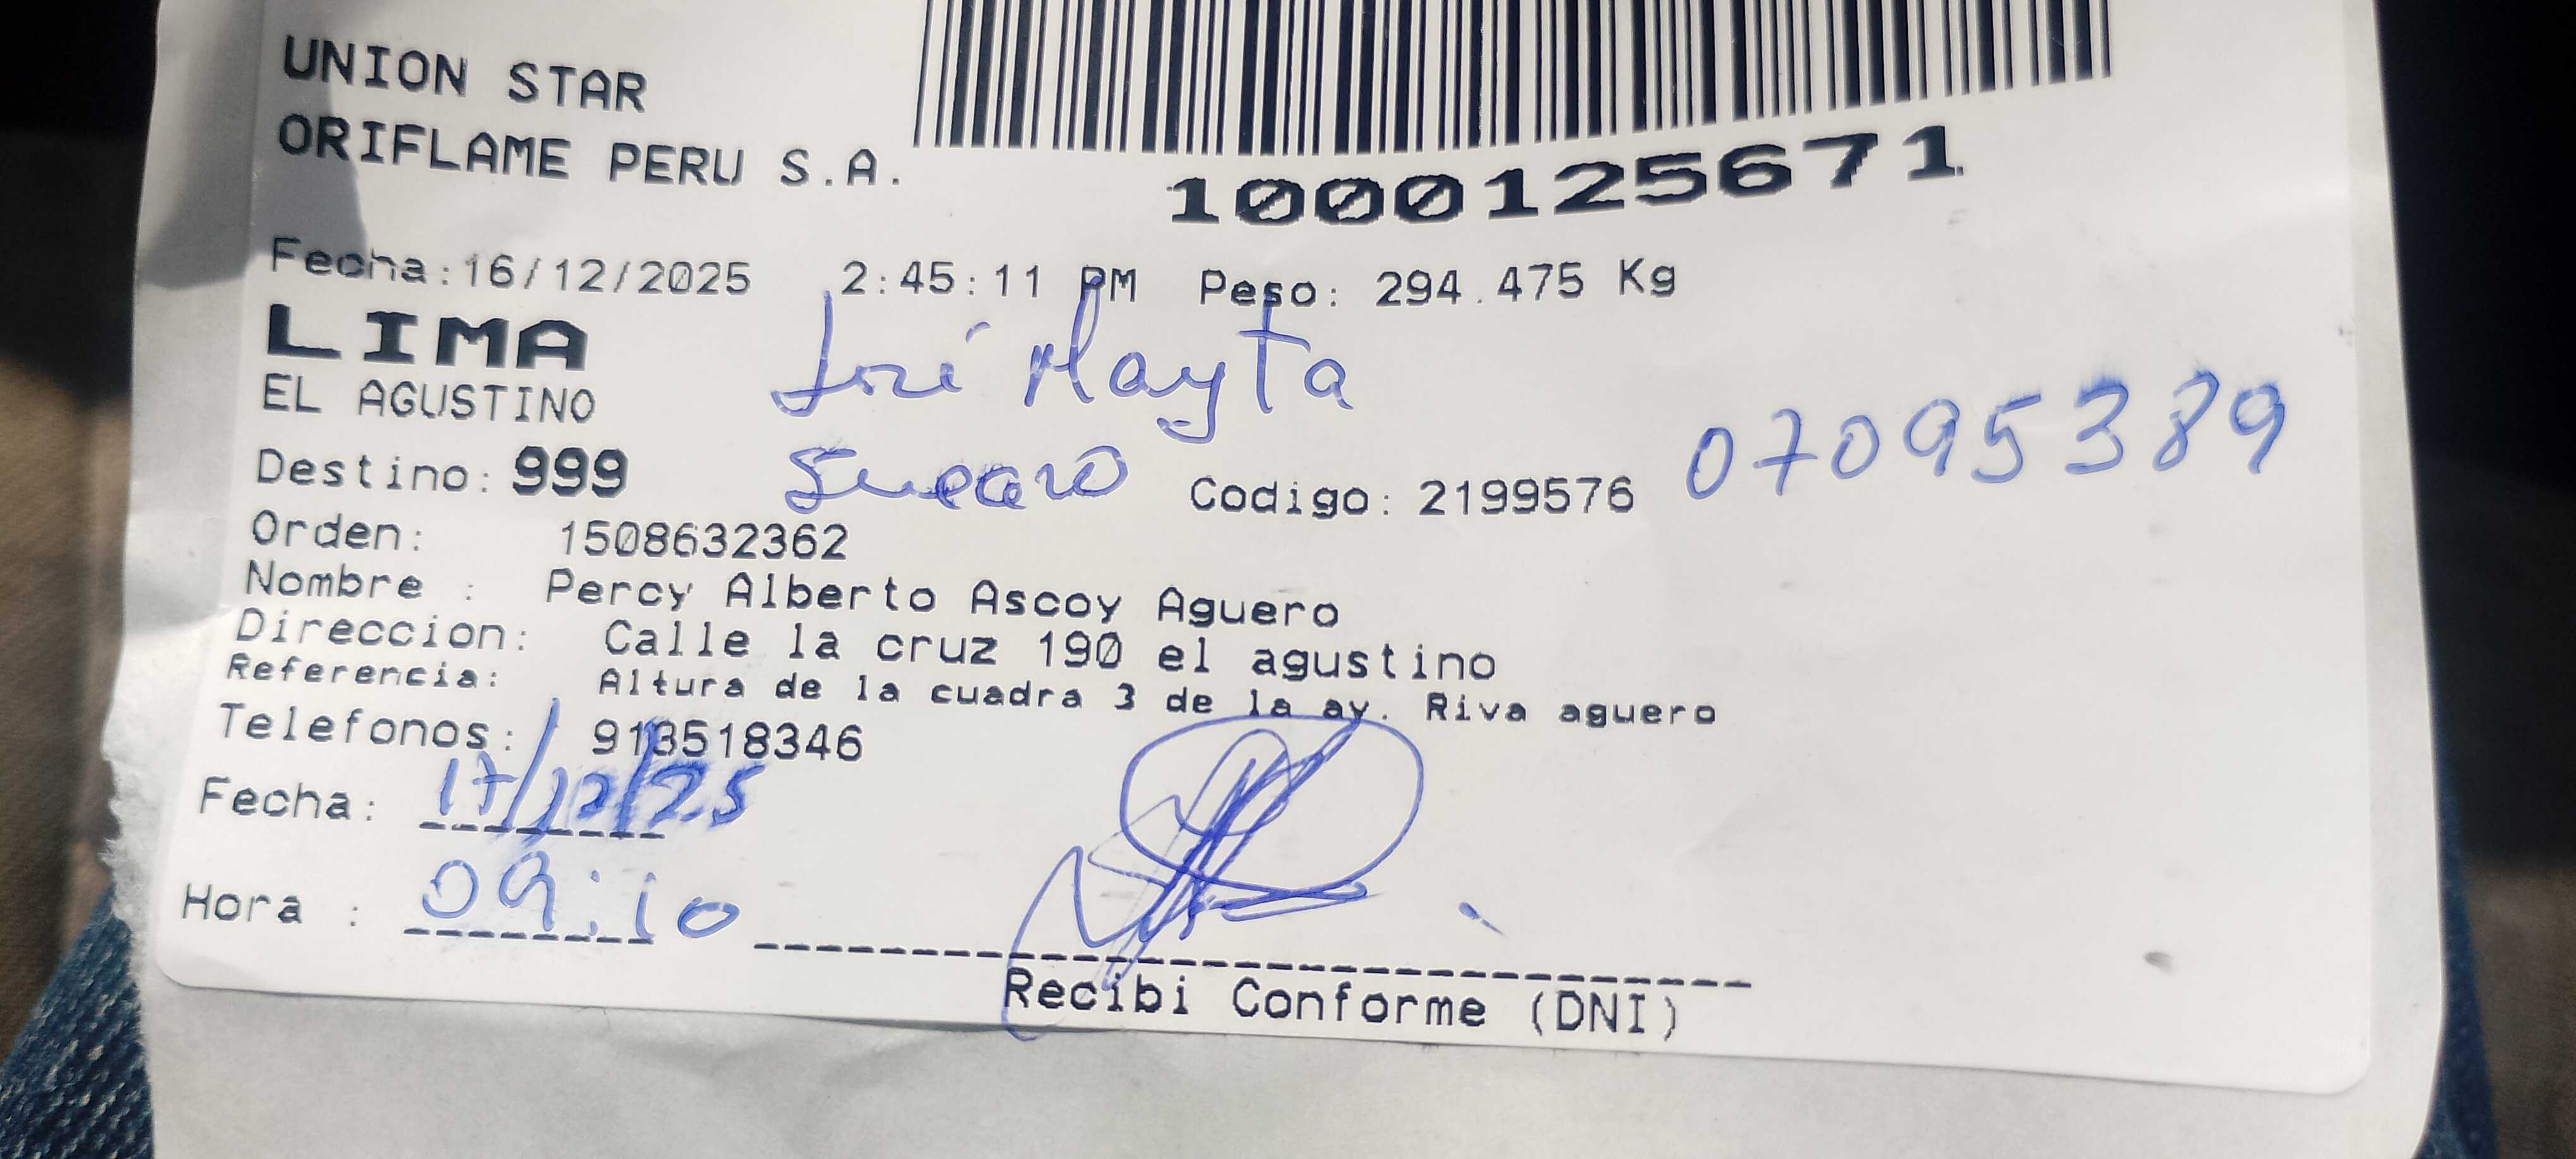 UNION STAR
ORIFLAME PERU S.A.
1000125671
Fecha:16/12/2025 2:45:11 PM Peso: 294.475 Kg
LIMA
José Mayta
EL AGUSTINO
07095389
Destino: 999
Codigo: 2199576
Orden: 1508632362
Nombre : Percy Alberto Ascoy Aguero
Direccion: Calle la cruz 190 el agustino
Referencia: Altura de la cuadra 3 de la av. Riva aguero
Telefonos: 913518346
Fecha: 17/12/25
Hora : 09:10
Recibi Conforme (DNI)